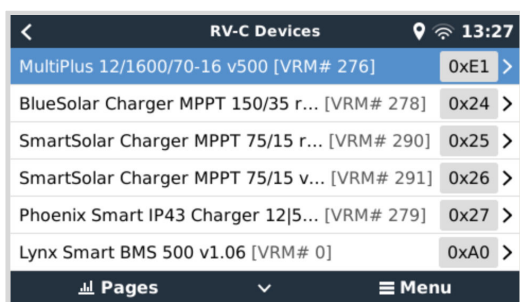 RV-C Devices 13:27
MultiPlus 12/1600/70-16 v500 [VRM# 276] 0xE1
BlueSolar Charger MPPT 150/35 r... [VRM# 278] 0x24
SmartSolar Charger MPPT 75/15 r... [VRM# 290] 0x25
SmartSolar Charger MPPT 75/15 v... [VRM# 291] 0x26
Phoenix Smart IP43 Charger 12|5... [VRM# 279] 0x27
Lynx Smart BMS 500 v1.06 [VRM# 0] 0xA0
Pages Menu